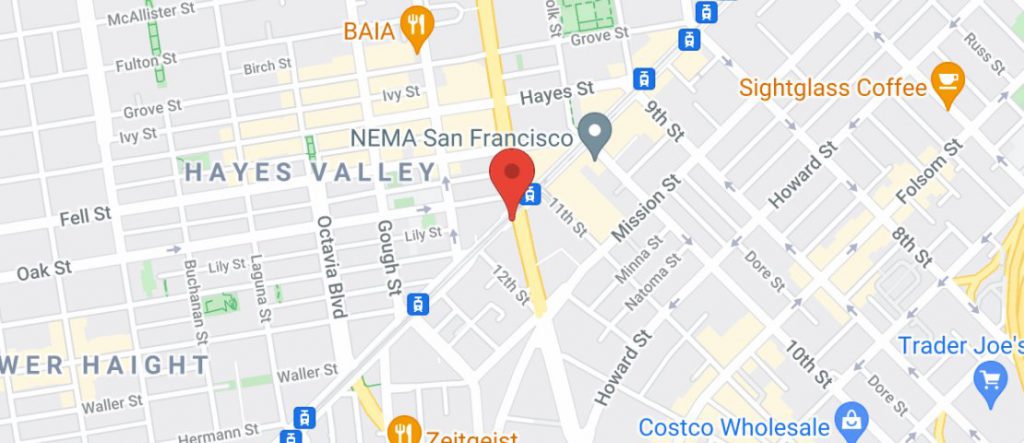 McAllister St
BAIA
Grove St
Russ St
Fulton St
Birch St
Ivy St
Hayes St
Sightglass Coffee
Grove St
9th St
Ivy St
NEMA San Francisco
HAYES VALLEY
Howard St
Folsom St
Fell St
11th St
Mission St
Octavia Blvd
Gough St
Lily St
8th St
Oak St
Lily St
Minna St
Natoma St
Dore St
Buchanan St
Laguna St
12th St
Howard St
10th St
Trader Joe's
WER HAIGHT
Waller St
Dore St
Waller St
Hermann St
Zeitgeist
Costco Wholesale